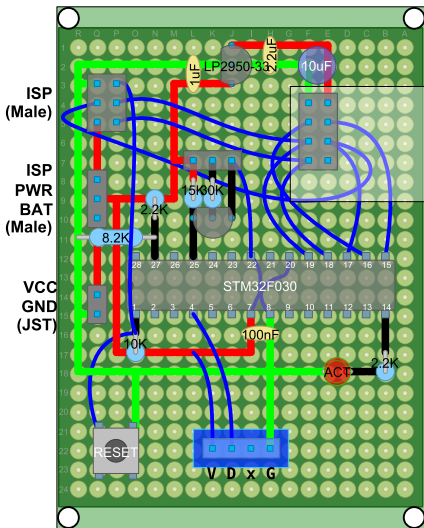 R Q P O N M L K J I H G F E D C B A
1
2
3
4
5
6
7
8
9
10
11
12
13
14
15
16
17
18
19
20
21
22
23
24
1uF
LP2950-33
2.2uF
10uF
ISP
(Male)
ISP
PWR
BAT
(Male)
15K
30K
2.2K
8.2K
28 27 26 25 24 23 22 21 20 19 18 17 16 15
STM32F030
1 2 3 4 5 6 7 8 9 10 11 12 13 14
VCC
GND
(JST)
10K
100nF
ACT
2.2K
RESET
V D x G